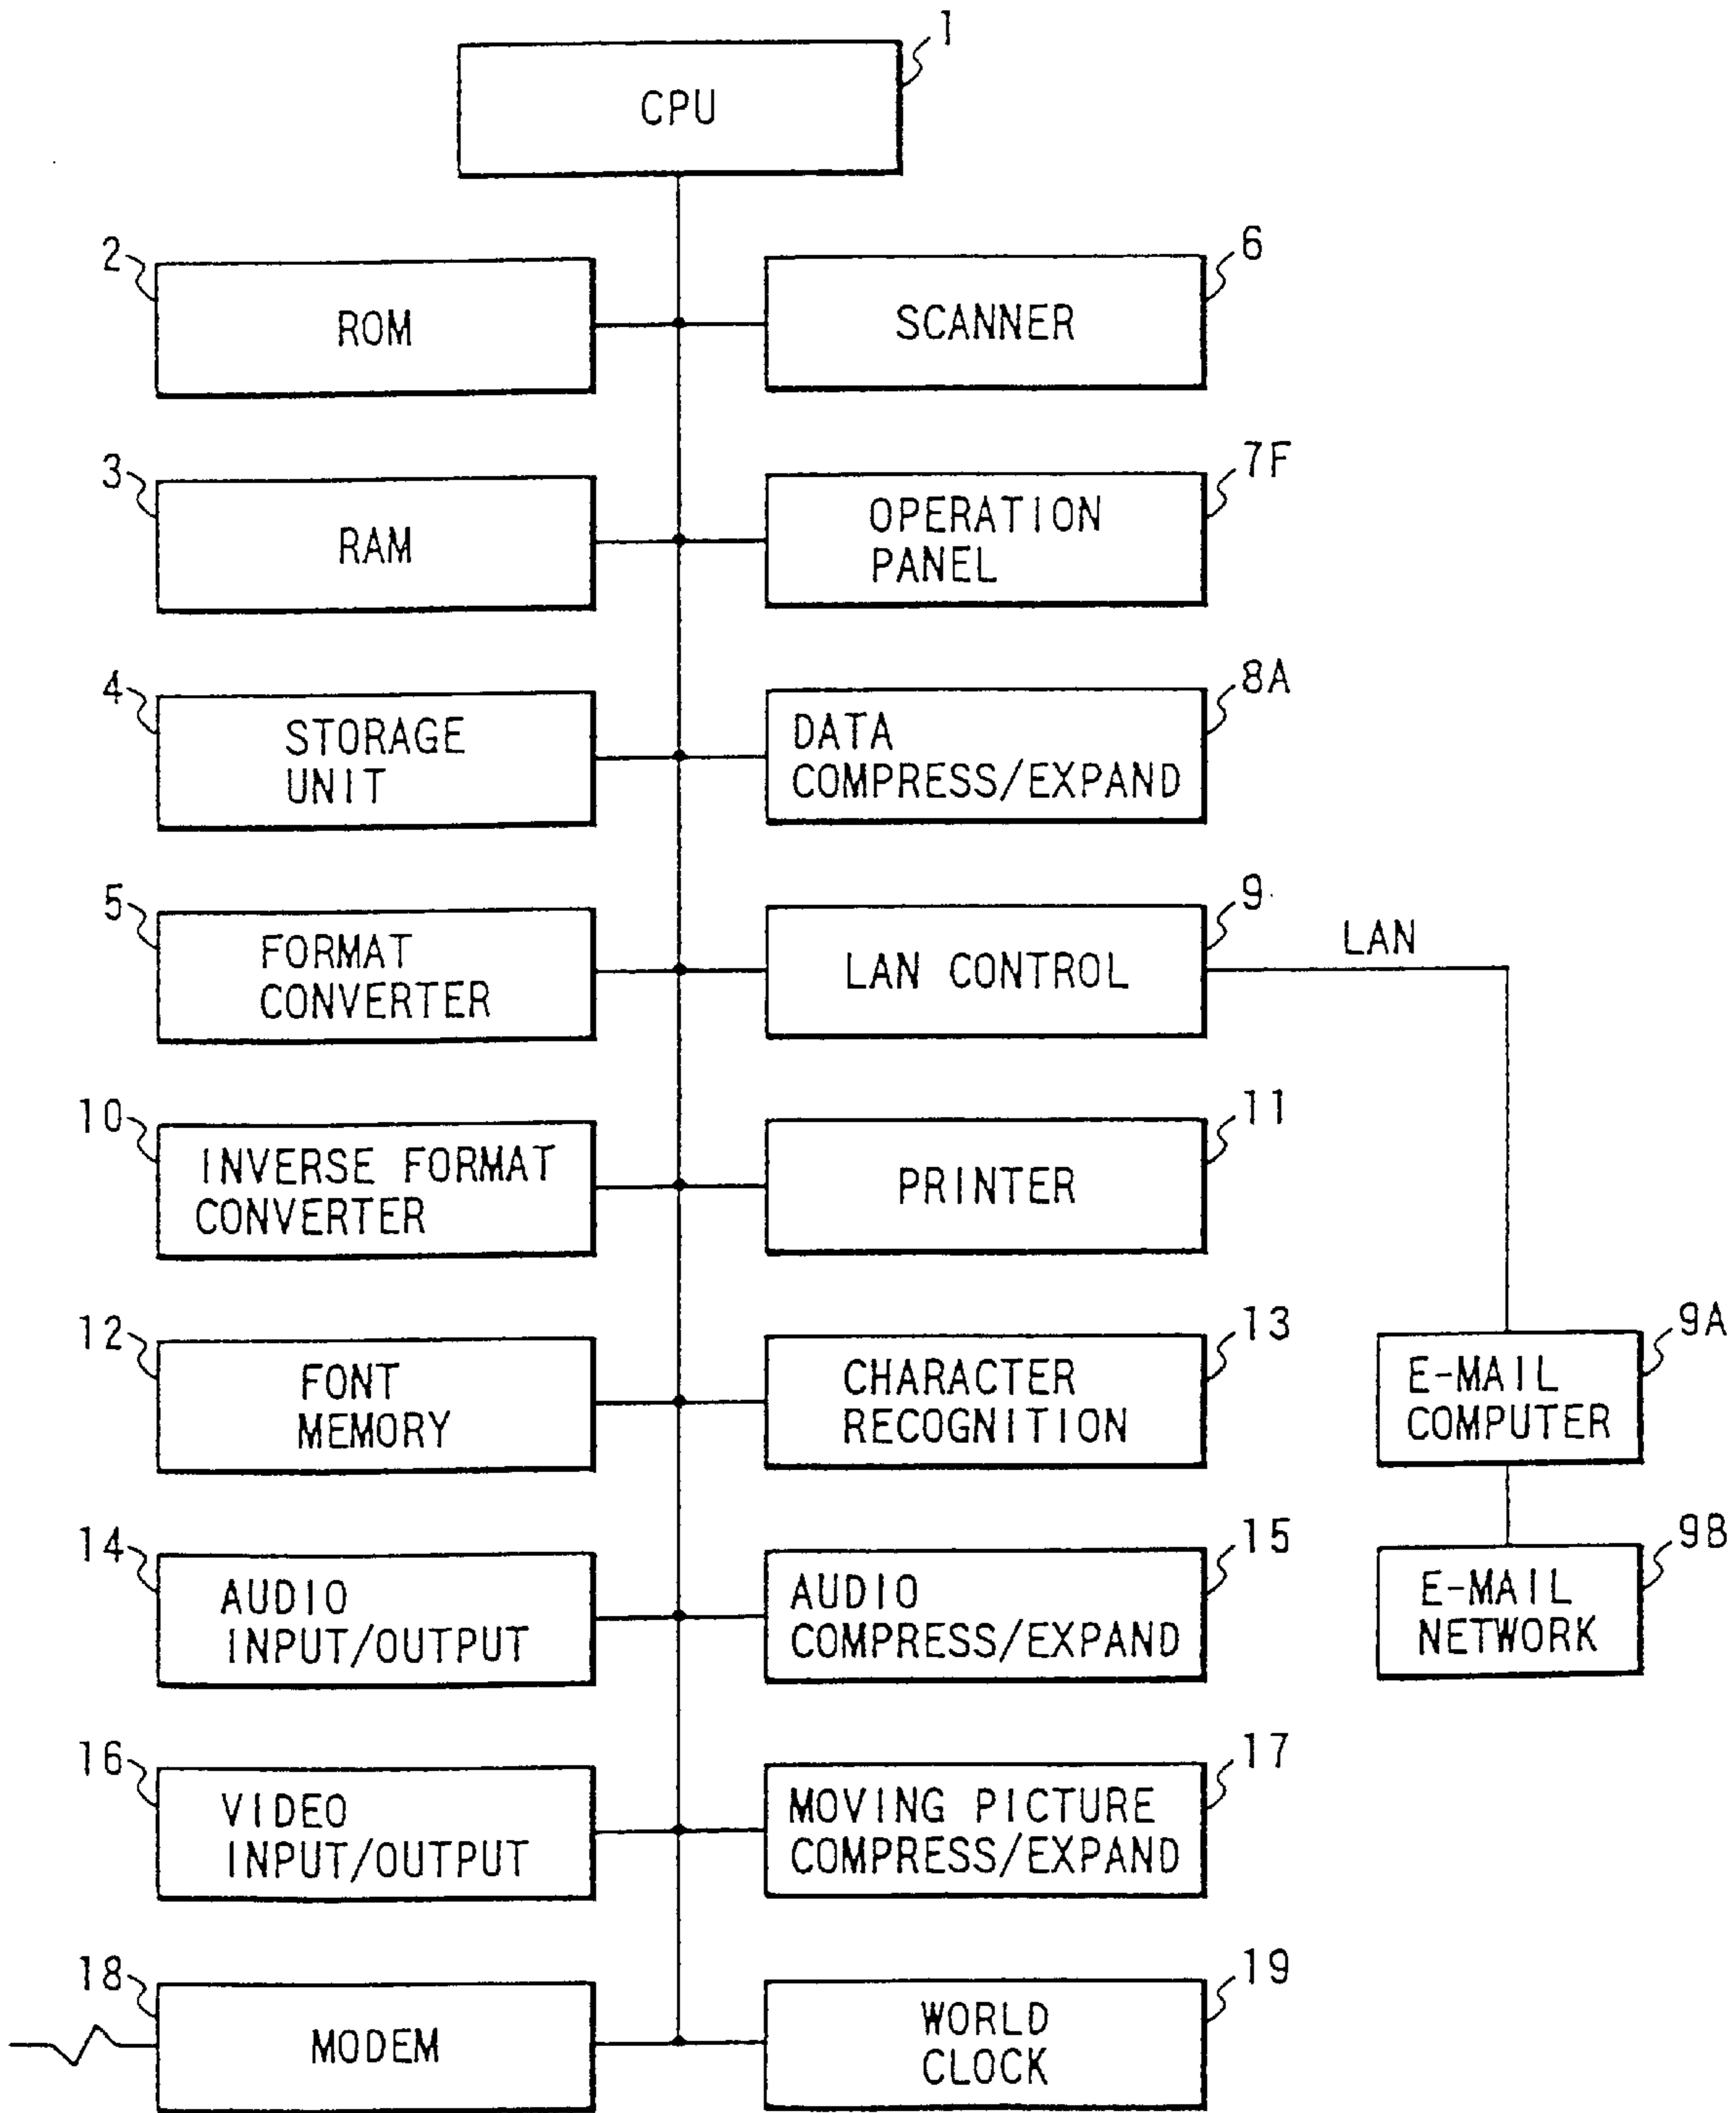 1
CPU
2
ROM
6
SCANNER
3
RAM
7F
OPERATION
PANEL
4
STORAGE
UNIT
8A
DATA
COMPRESS/EXPAND
5
FORMAT
CONVERTER
9
LAN CONTROL
LAN
10
INVERSE FORMAT
CONVERTER
11
PRINTER
12
FONT
MEMORY
13
CHARACTER
RECOGNITION
9A
E-MAIL
COMPUTER
14
AUDIO
INPUT/OUTPUT
15
AUDIO
COMPRESS/EXPAND
9B
E-MAIL
NETWORK
16
VIDEO
INPUT/OUTPUT
17
MOVING PICTURE
COMPRESS/EXPAND
18
MODEM
19
WORLD
CLOCK